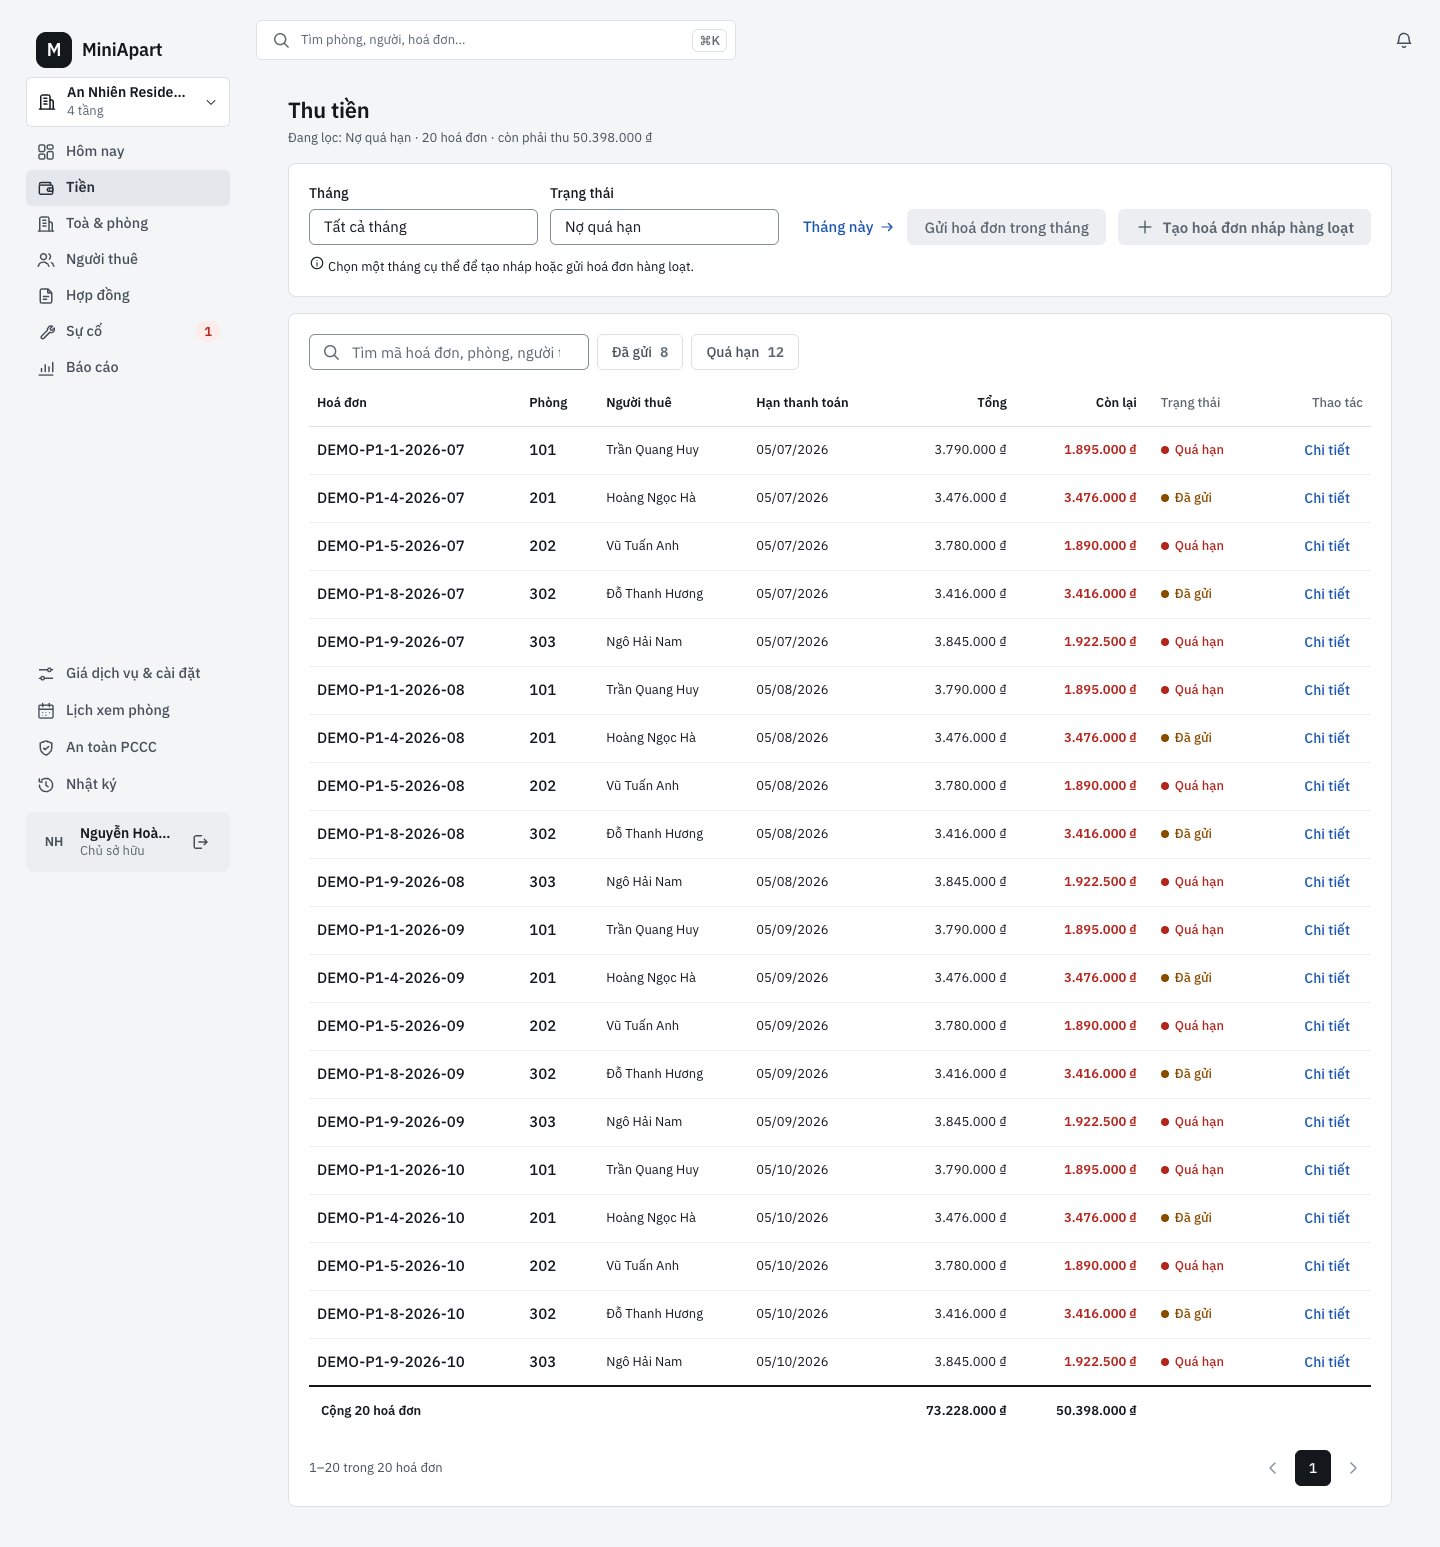 M MiniApart
Tìm phòng, người, hoá đơn... ⌘K
An Nhiên Reside...
4 tầng
Hôm nay
Tiền
Toà & phòng
Người thuê
Hợp đồng
Sự cố 1
Báo cáo
Giá dịch vụ & cài đặt
Lịch xem phòng
An toàn PCCC
Nhật ký
NH Nguyễn Hoà...
Chủ sở hữu
Thu tiền
Đang lọc: Nợ quá hạn · 20 hoá đơn · còn phải thu 50.398.000 ₫
Tháng Trạng thái
Tất cả tháng Nợ quá hạn Tháng này → Gửi hoá đơn trong tháng + Tạo hoá đơn nháp hàng loạt
Chọn một tháng cụ thể để tạo nháp hoặc gửi hoá đơn hàng loạt.
Tìm mã hoá đơn, phòng, người Đã gửi 8 Quá hạn 12
Hoá đơn Phòng Người thuê Hạn thanh toán Tổng Còn lại Trạng thái Thao tác
DEMO-P1-1-2026-07 101 Trần Quang Huy 05/07/2026 3.790.000 ₫ 1.895.000 ₫ Quá hạn Chi tiết
DEMO-P1-4-2026-07 201 Hoàng Ngọc Hà 05/07/2026 3.476.000 ₫ 3.476.000 ₫ Đã gửi Chi tiết
DEMO-P1-5-2026-07 202 Vũ Tuấn Anh 05/07/2026 3.780.000 ₫ 1.890.000 ₫ Quá hạn Chi tiết
DEMO-P1-8-2026-07 302 Đỗ Thanh Hương 05/07/2026 3.416.000 ₫ 3.416.000 ₫ Đã gửi Chi tiết
DEMO-P1-9-2026-07 303 Ngô Hải Nam 05/07/2026 3.845.000 ₫ 1.922.500 ₫ Quá hạn Chi tiết
DEMO-P1-1-2026-08 101 Trần Quang Huy 05/08/2026 3.790.000 ₫ 1.895.000 ₫ Quá hạn Chi tiết
DEMO-P1-4-2026-08 201 Hoàng Ngọc Hà 05/08/2026 3.476.000 ₫ 3.476.000 ₫ Đã gửi Chi tiết
DEMO-P1-5-2026-08 202 Vũ Tuấn Anh 05/08/2026 3.780.000 ₫ 1.890.000 ₫ Quá hạn Chi tiết
DEMO-P1-8-2026-08 302 Đỗ Thanh Hương 05/08/2026 3.416.000 ₫ 3.416.000 ₫ Đã gửi Chi tiết
DEMO-P1-9-2026-08 303 Ngô Hải Nam 05/08/2026 3.845.000 ₫ 1.922.500 ₫ Quá hạn Chi tiết
DEMO-P1-1-2026-09 101 Trần Quang Huy 05/09/2026 3.790.000 ₫ 1.895.000 ₫ Quá hạn Chi tiết
DEMO-P1-4-2026-09 201 Hoàng Ngọc Hà 05/09/2026 3.476.000 ₫ 3.476.000 ₫ Đã gửi Chi tiết
DEMO-P1-5-2026-09 202 Vũ Tuấn Anh 05/09/2026 3.780.000 ₫ 1.890.000 ₫ Quá hạn Chi tiết
DEMO-P1-8-2026-09 302 Đỗ Thanh Hương 05/09/2026 3.416.000 ₫ 3.416.000 ₫ Đã gửi Chi tiết
DEMO-P1-9-2026-09 303 Ngô Hải Nam 05/09/2026 3.845.000 ₫ 1.922.500 ₫ Quá hạn Chi tiết
DEMO-P1-1-2026-10 101 Trần Quang Huy 05/10/2026 3.790.000 ₫ 1.895.000 ₫ Quá hạn Chi tiết
DEMO-P1-4-2026-10 201 Hoàng Ngọc Hà 05/10/2026 3.476.000 ₫ 3.476.000 ₫ Đã gửi Chi tiết
DEMO-P1-5-2026-10 202 Vũ Tuấn Anh 05/10/2026 3.780.000 ₫ 1.890.000 ₫ Quá hạn Chi tiết
DEMO-P1-8-2026-10 302 Đỗ Thanh Hương 05/10/2026 3.416.000 ₫ 3.416.000 ₫ Đã gửi Chi tiết
DEMO-P1-9-2026-10 303 Ngô Hải Nam 05/10/2026 3.845.000 ₫ 1.922.500 ₫ Quá hạn Chi tiết
Cộng 20 hoá đơn 73.228.000 ₫ 50.398.000 ₫
1–20 trong 20 hoá đơn 1